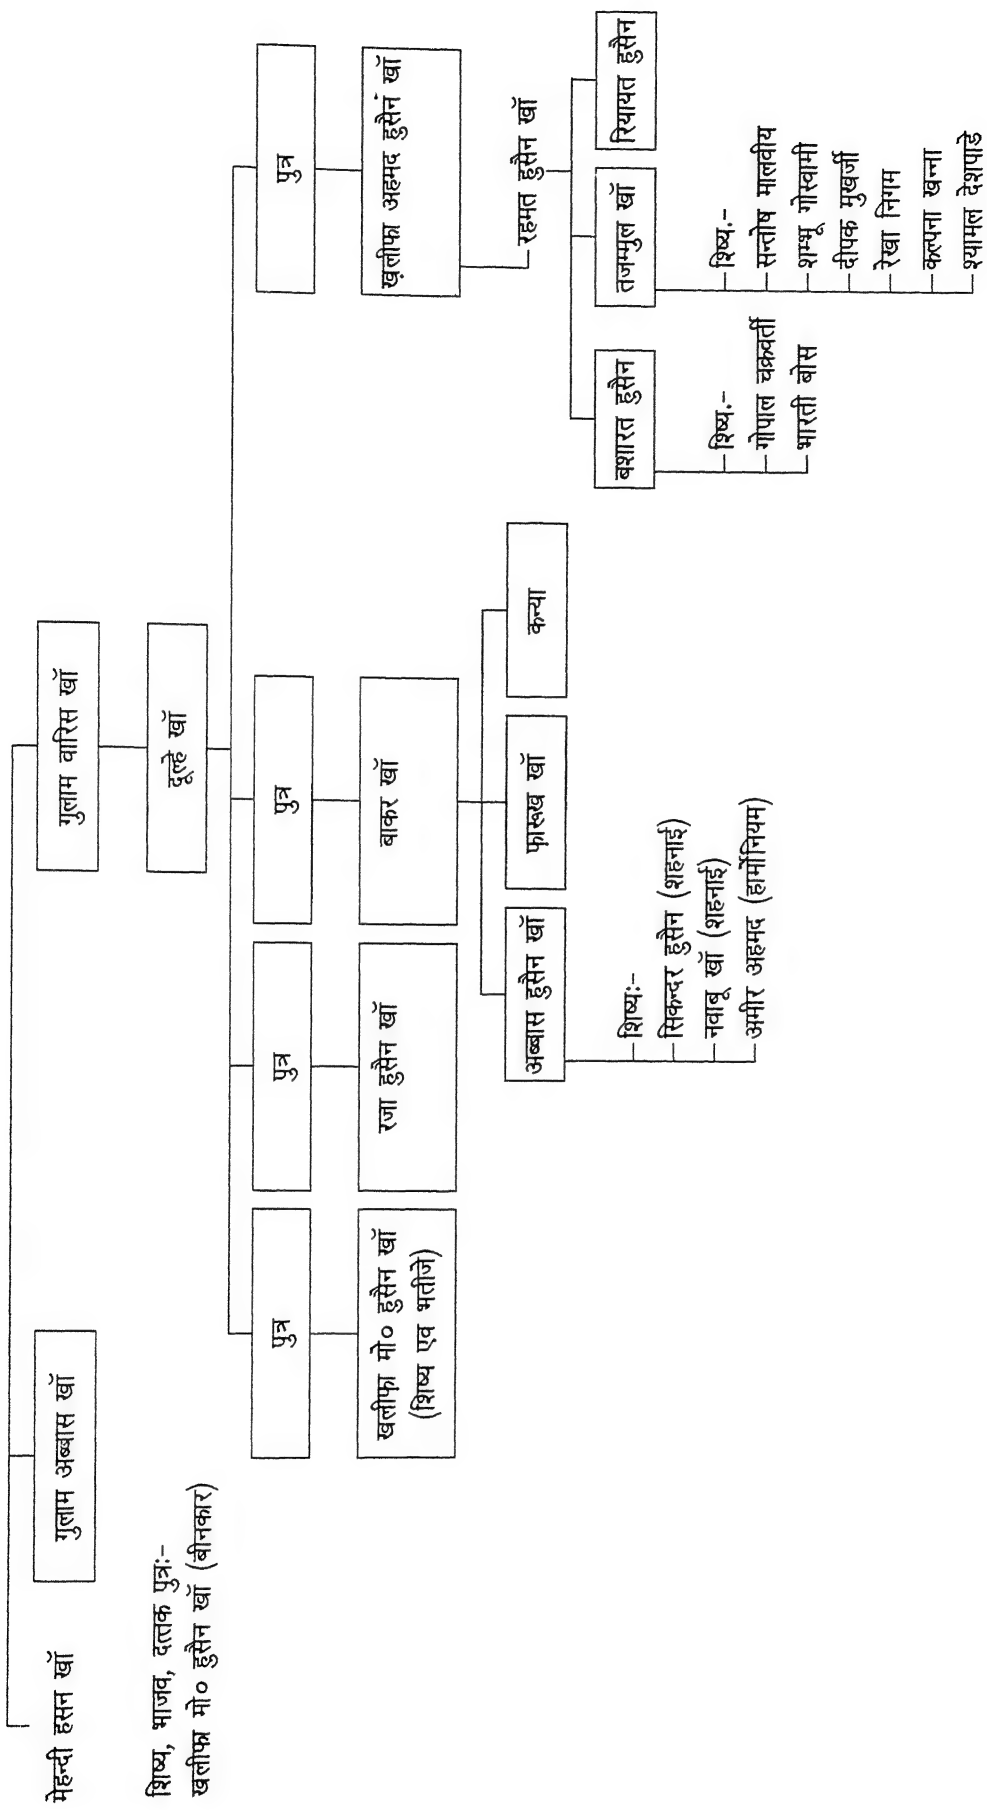 मेहन्दी हसन खॉ
गुलाम अब्बास खॉ
गुलाम वारिस खॉ
शिष्य, भाजव, दत्तक पुत्र:-
खलीफा मो० हुसैन खॉ (बीनकार)
दूल्हे खॉ
पुत्र
पुत्र
पुत्र
पुत्र
खलीफा मो० हुसैन खॉ
(शिष्य एव भतीजे)
रजा हुसैन खॉ
बाकर खॉ
ख़लीफा अहमद हुसैनं खॉ
रहमत हुसैन खॉ
अब्बास हुसैन खॉ
फ़ारूख खॉ
कन्या
शिष्य:-
सिकन्दर हुसैन (शहनाई)
नवाबू खॉ (शहनाई)
अमीर अहमद (हार्मोनियम)
बशारत हुसैन
तजम्मुल खॉ
रियायत हुसैन
शिष्य.-
गोपाल चक्रवर्ती
भारती बोस
शिष्य.-
सन्तोष मालवीय
शम्भू गोस्वामी
दीपक मुखर्जी
रेखा निगम
कल्पना खन्ना
श्यामल देशपाडे